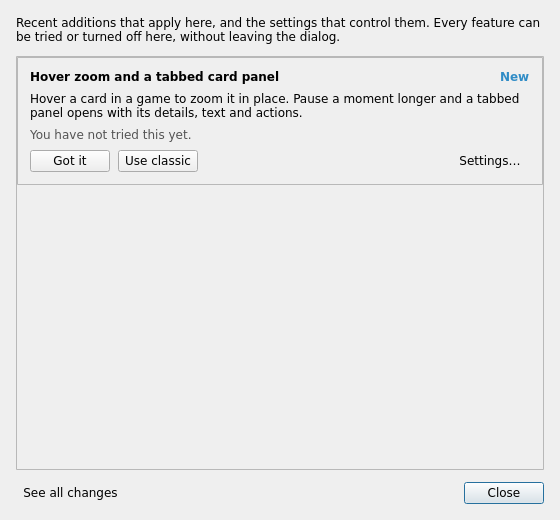 Recent additions that apply here, and the settings that control them. Every feature can
be tried or turned off here, without leaving the dialog.
Hover zoom and a tabbed card panel
New
Hover a card in a game to zoom it in place. Pause a moment longer and a tabbed
panel opens with its details, text and actions.
You have not tried this yet.
Got it
Use classic
Settings...
See all changes
Close